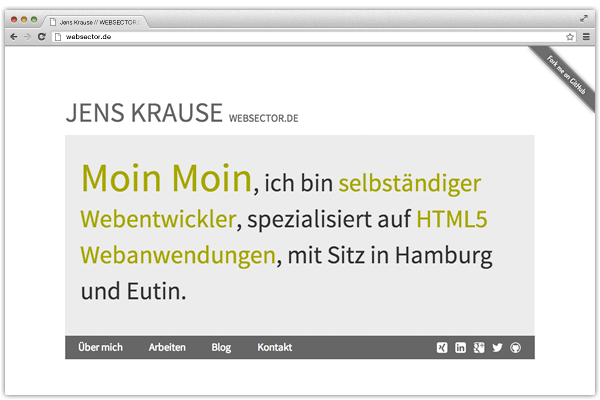 Jens Krause // WEBSECTOR.
websector.de
Fork me on GitHub
JENS KRAUSE WEBSECTOR.DE
Moin Moin, ich bin selbständiger
Webentwickler, spezialisiert auf HTML5
Webanwendungen, mit Sitz in Hamburg
und Eutin.
Über mich Arbeiten Blog Kontakt